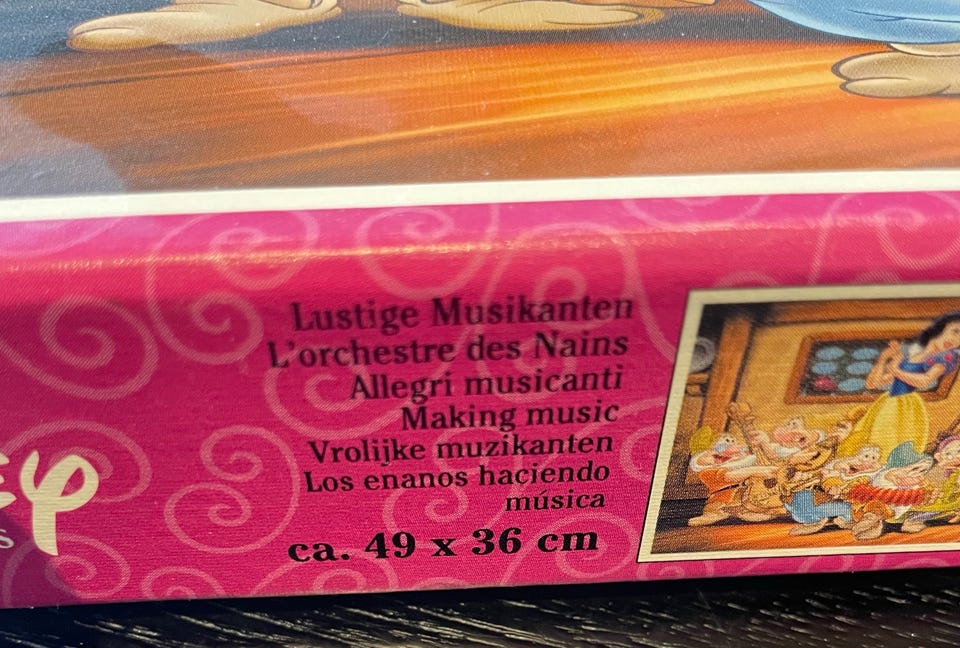 Lustige Musikanten
L'orchestre des Nains
Allegri musicanti
Making music
Vrolijke muzikanten
Los enanos haciendo
música
ca. 49 x 36 cm